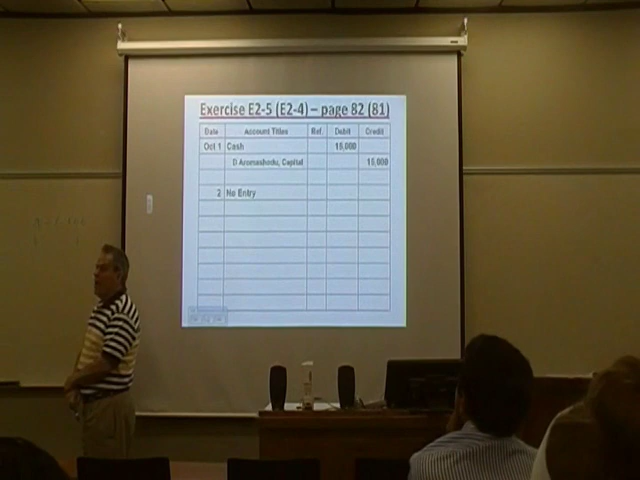 Exercise E2-5 (E2-4) – page 82 (81)
Date Account Titles Ref. Debit Credit
Oct 1 Cash 15,000
D Aromashodu, Capital 15,000
2 No Entry